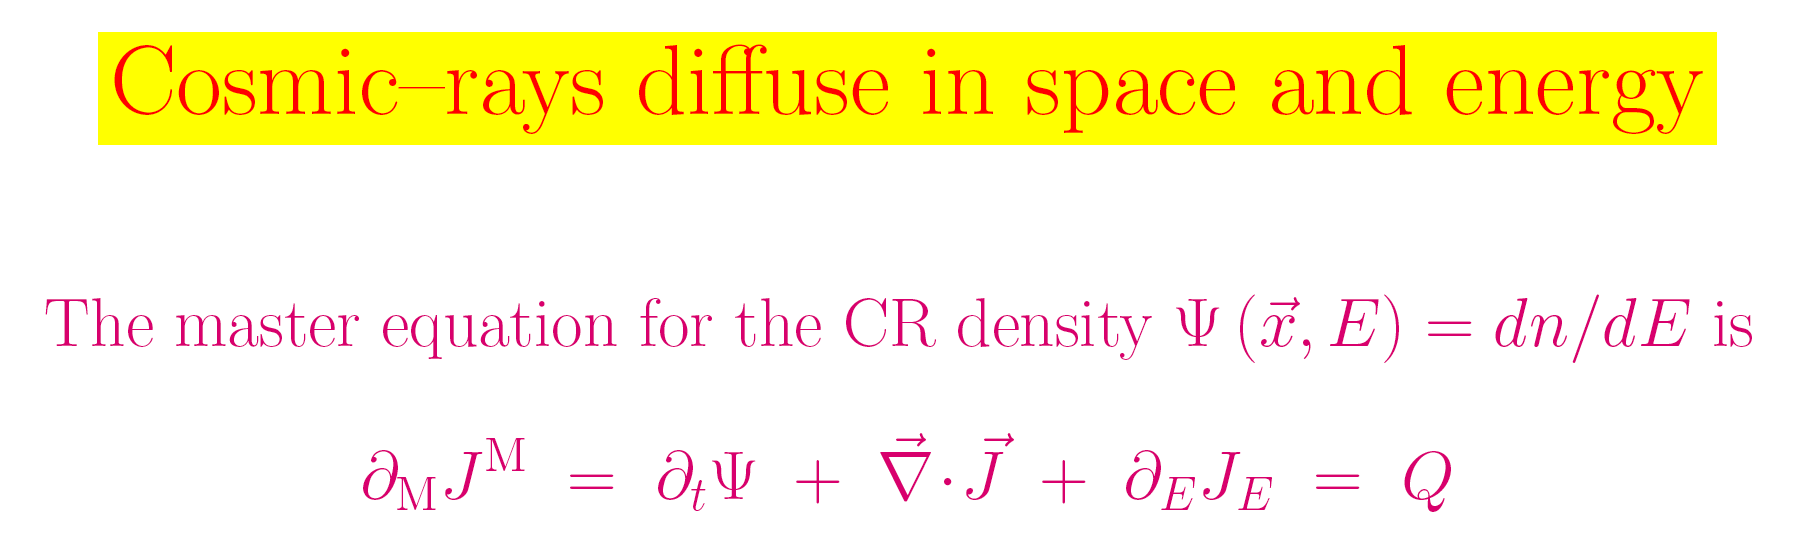 Cosmic–rays diffuse in space and energy
The master equation for the CR density Ψ (x⃗, E) = dn/dE is
∂_M J^M = ∂_t Ψ + ∇⃗·J⃗ + ∂_E J_E = Q